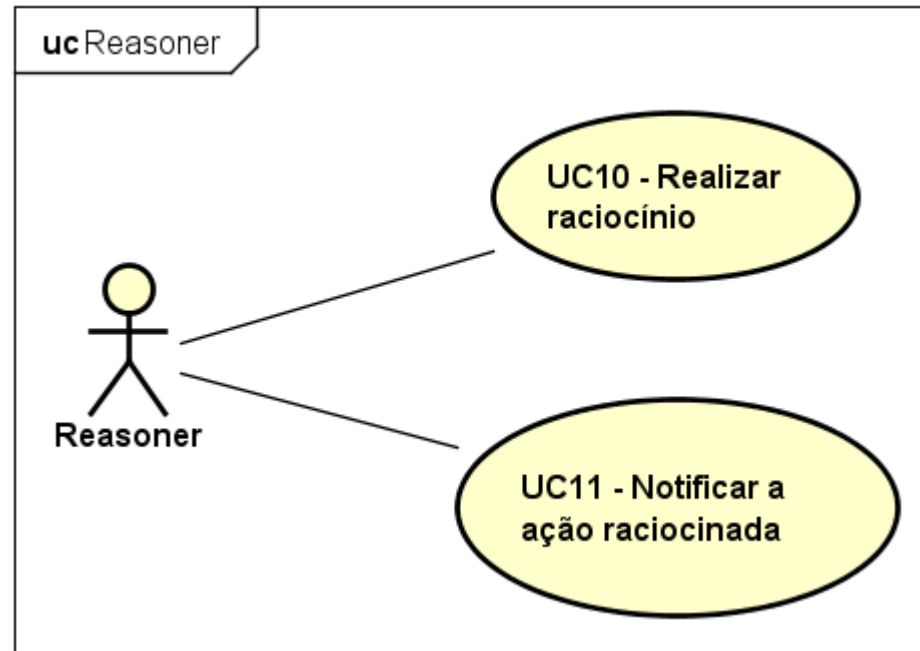 uc Reasoner
UC10 - Realizar
raciocínio
Reasoner
UC11 - Notificar a
ação raciocinada